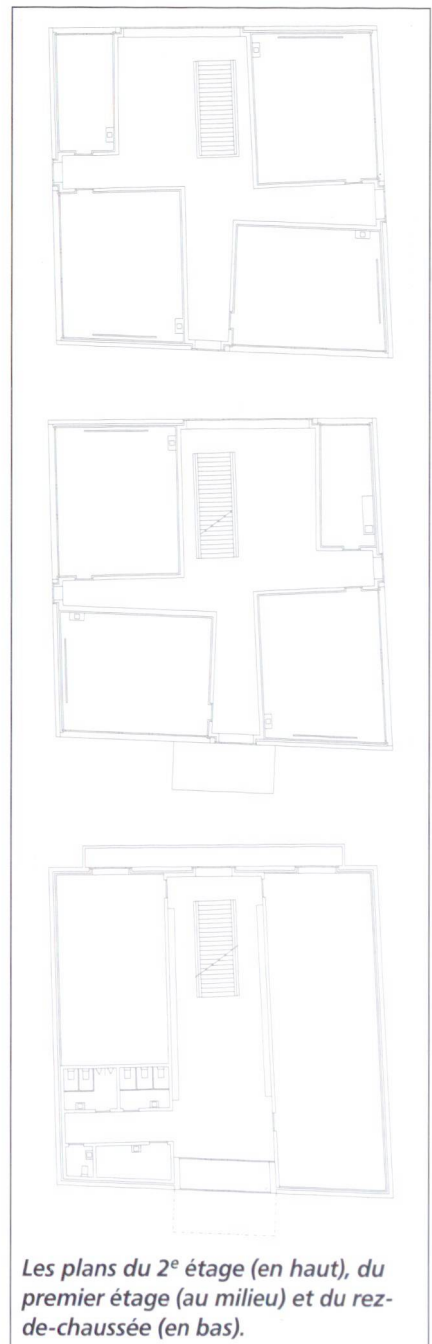 Les plans du 2e étage (en haut), du
premier étage (au milieu) et du rez-
de-chaussée (en bas).